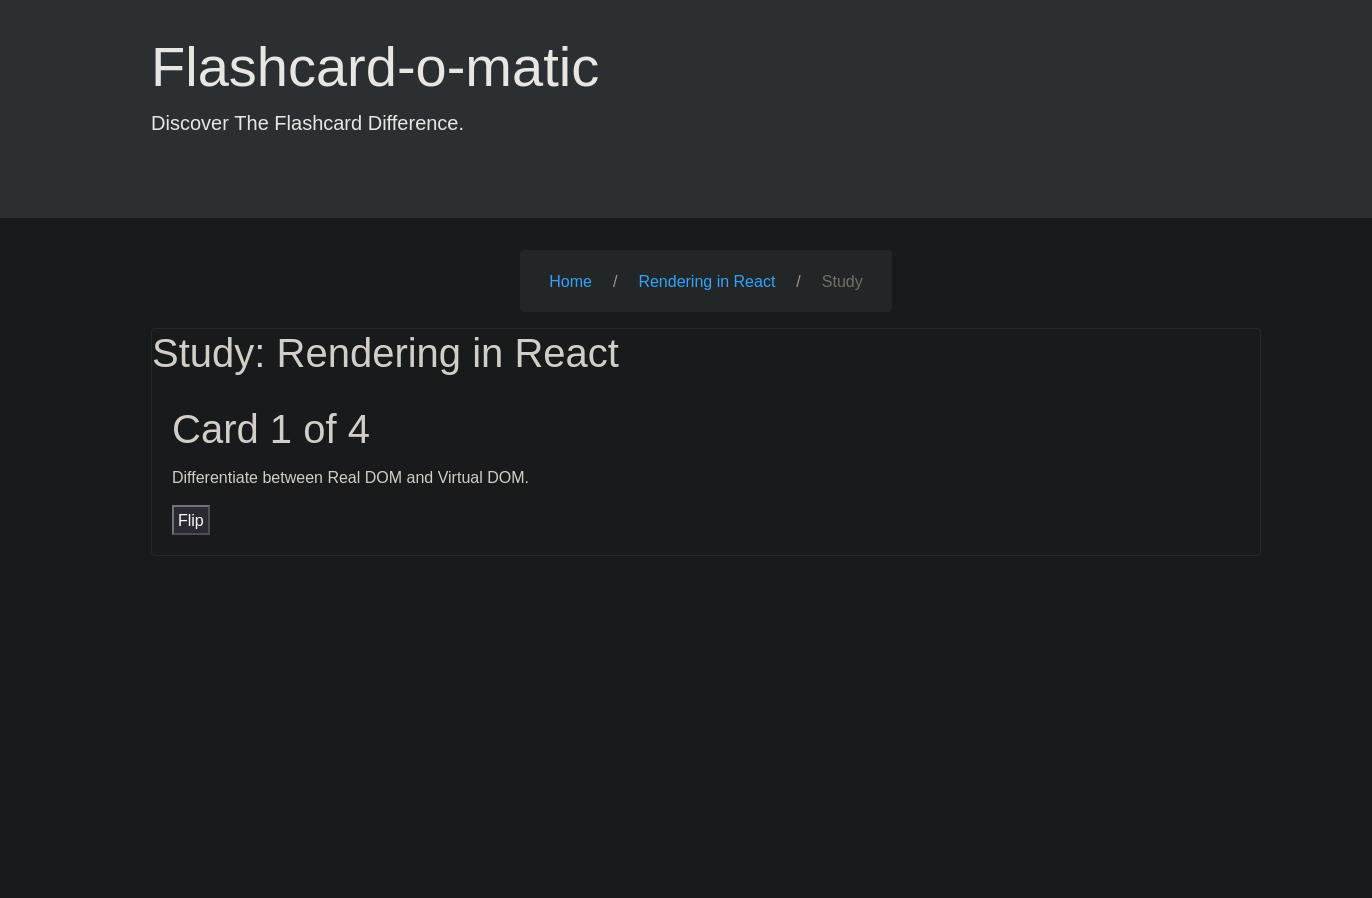 Flashcard-o-matic
Discover The Flashcard Difference.
Home / Rendering in React / Study
Study: Rendering in React
Card 1 of 4
Differentiate between Real DOM and Virtual DOM.
Flip